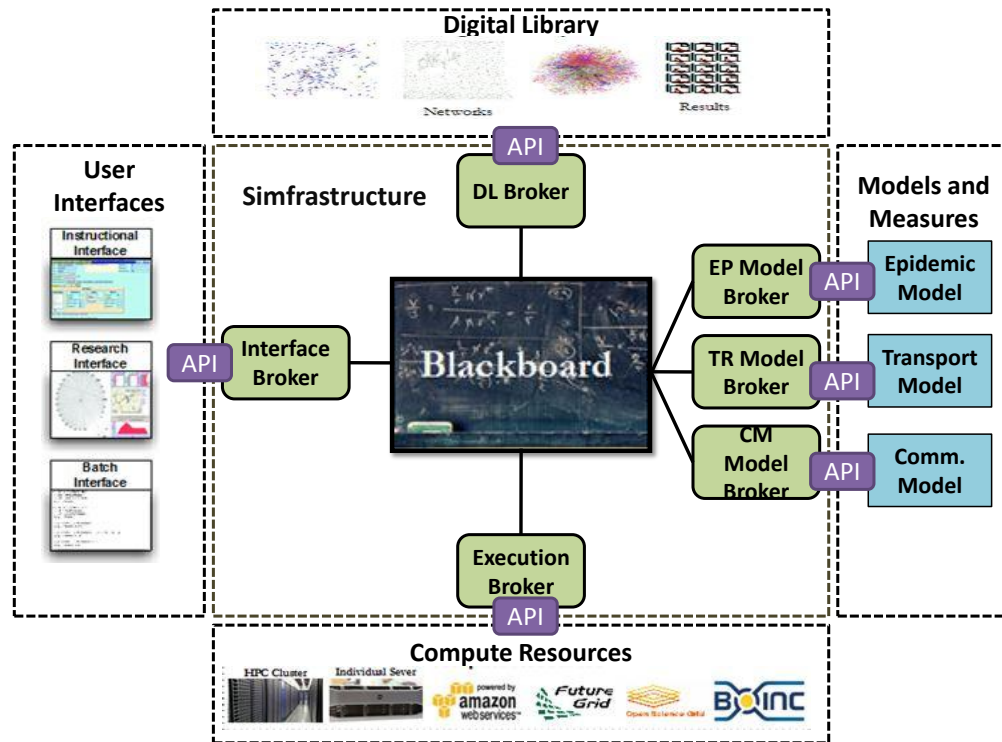 Digital Library
Networks
Results
API
User
Interfaces
Instructional
Interface
Research
Interface
Batch
Interface
Simfrastructure
DL Broker
API
Interface
Broker
Blackboard
EP Model
Broker
API
TR Model
Broker
API
CM
Model
Broker
API
Models and
Measures
Epidemic
Model
Transport
Model
Comm.
Model
Execution
Broker
API
Compute Resources
HPC Cluster
Individual Sever
powered by
amazon
webservices™
Future
Grid
Open Science Grid
BOINC